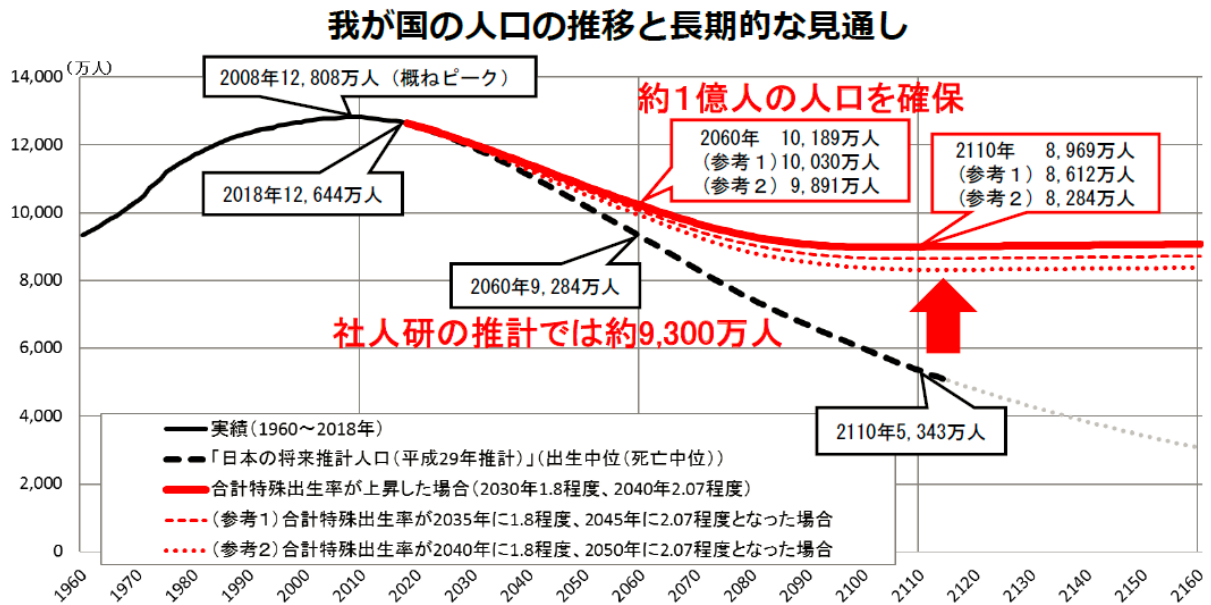 我が国の人口の推移と長期的な見通し
(万人)
14,000
12,000
10,000
8,000
6,000
4,000
2,000
0
2008年12,808万人（概ねピーク）
2018年12,644万人
約１億人の人口を確保
2060年 10,189万人
(参考１)10,030万人
(参考２) 9,891万人
2110年 8,969万人
(参考１) 8,612万人
(参考２) 8,284万人
2060年9,284万人
社人研の推計では約9,300万人
2110年5,343万人
実績(1960～2018年)
「日本の将来推計人口(平成29年推計)」(出生中位(死亡中位))
合計特殊出生率が上昇した場合(2030年1.8程度、2040年2.07程度)
(参考１)合計特殊出生率が2035年に1.8程度、2045年に2.07程度となった場合
(参考２)合計特殊出生率が2040年に1.8程度、2050年に2.07程度となった場合
1960 1970 1980 1990 2000 2010 2020 2030 2040 2050 2060 2070 2080 2090 2100 2110 2120 2130 2140 2150 2160